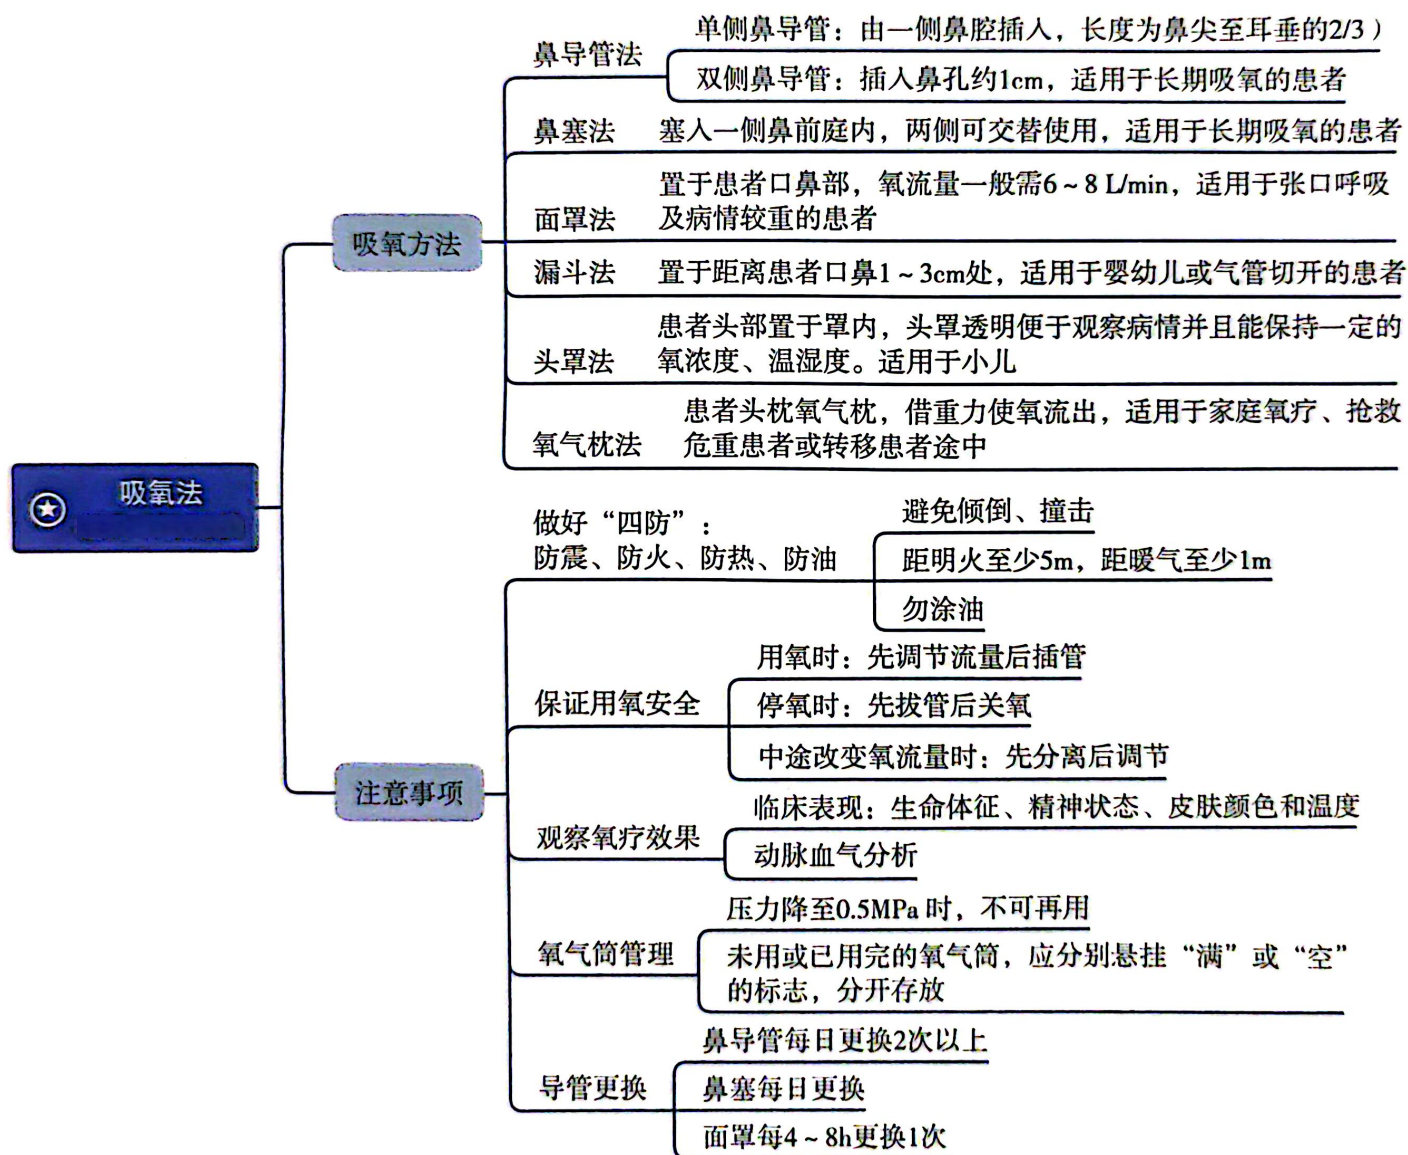 吸氧法
吸氧方法
鼻导管法
单侧鼻导管：由一侧鼻腔插入，长度为鼻尖至耳垂的2/3）
双侧鼻导管：插入鼻孔约1cm，适用于长期吸氧的患者
鼻塞法
塞入一侧鼻前庭内，两侧可交替使用，适用于长期吸氧的患者
面罩法
置于患者口鼻部，氧流量一般需6～8 L/min，适用于张口呼吸
及病情较重的患者
漏斗法
置于距离患者口鼻1～3cm处，适用于婴幼儿或气管切开的患者
头罩法
患者头部置于罩内，头罩透明便于观察病情并且能保持一定的
氧浓度、温湿度。适用于小儿
氧气枕法
患者头枕氧气枕，借重力使氧流出，适用于家庭氧疗、抢救
危重患者或转移患者途中
注意事项
做好“四防”：
防震、防火、防热、防油
避免倾倒、撞击
距明火至少5m，距暖气至少1m
勿涂油
保证用氧安全
用氧时：先调节流量后插管
停氧时：先拔管后关氧
中途改变氧流量时：先分离后调节
观察氧疗效果
临床表现：生命体征、精神状态、皮肤颜色和温度
动脉血气分析
氧气筒管理
压力降至0.5MPa 时，不可再用
未用或已用完的氧气筒，应分别悬挂“满”或“空”
的标志，分开存放
导管更换
鼻导管每日更换2次以上
鼻塞每日更换
面罩每4～8h更换1次